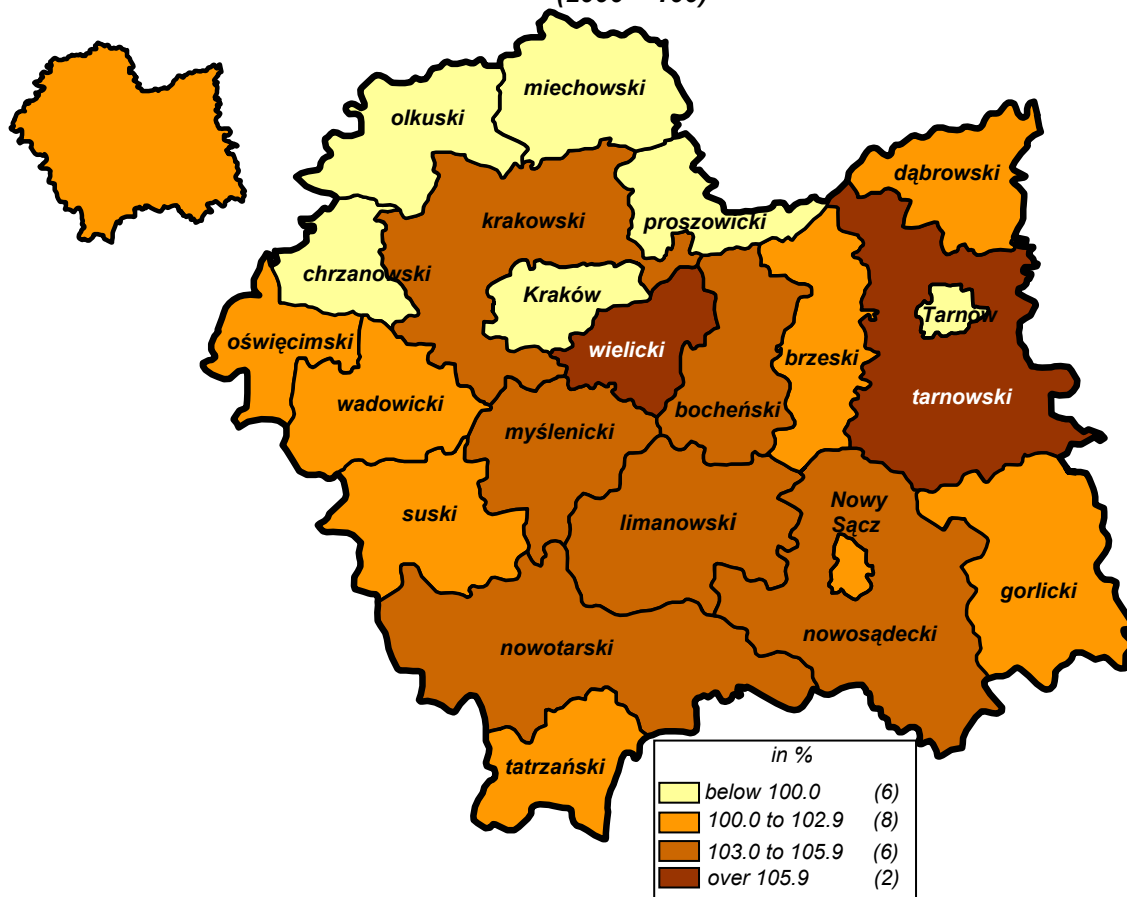 miechowski
olkuski
dąbrowski
krakowski
proszowicki
chrzanowski
Kraków
Tarnów
oświęcimski
wielicki
brzeski
wadowicki
tarnowski
bocheński
myślenicki
Nowy
Sącz
suski
limanowski
gorlicki
nowotarski
nowosądecki
tatrzański
in %
below 100.0 (6)
100.0 to 102.9 (8)
103.0 to 105.9 (6)
over 105.9 (2)